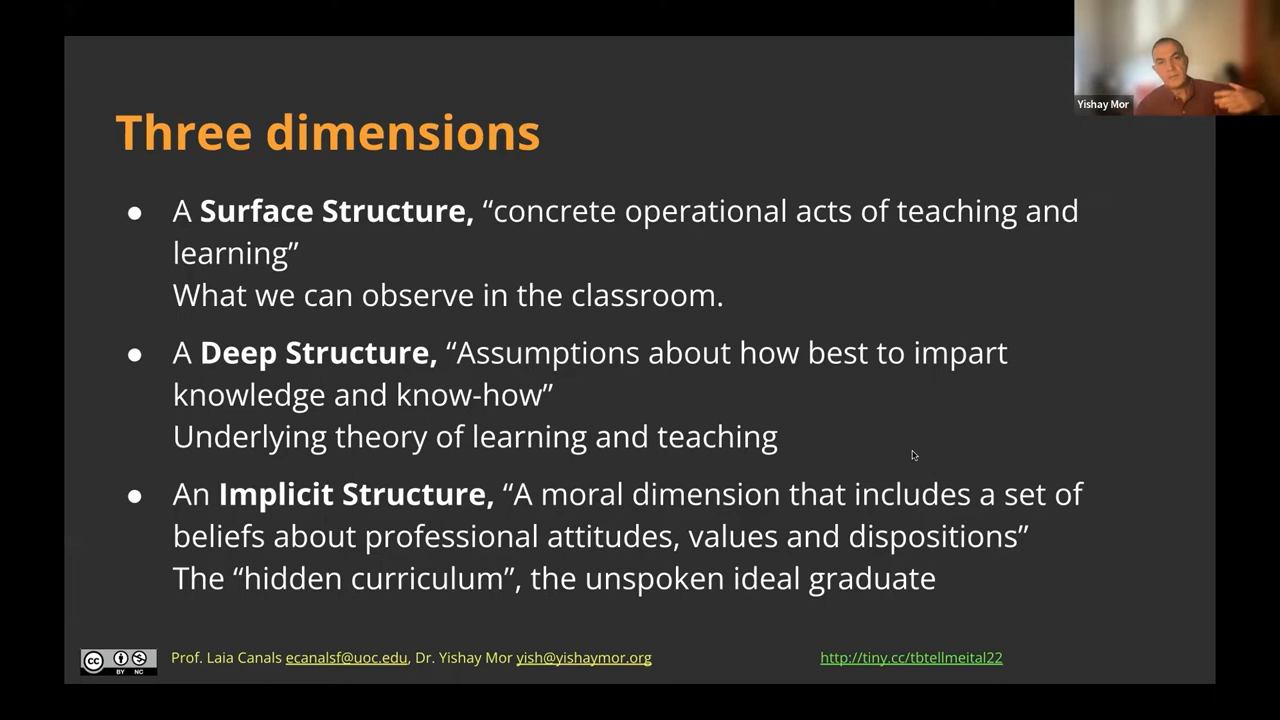 Yishay Mor
Three dimensions
● A Surface Structure, “concrete operational acts of teaching and
learning”
What we can observe in the classroom.
● A Deep Structure, “Assumptions about how best to impart
knowledge and know-how”
Underlying theory of learning and teaching
● An Implicit Structure, “A moral dimension that includes a set of
beliefs about professional attitudes, values and dispositions”
The “hidden curriculum”, the unspoken ideal graduate
cc BY NC
Prof. Laia Canals ecanalsf@uoc.edu, Dr. Yishay Mor yish@yishaymor.org
http://tiny.cc/tbtellmeital22